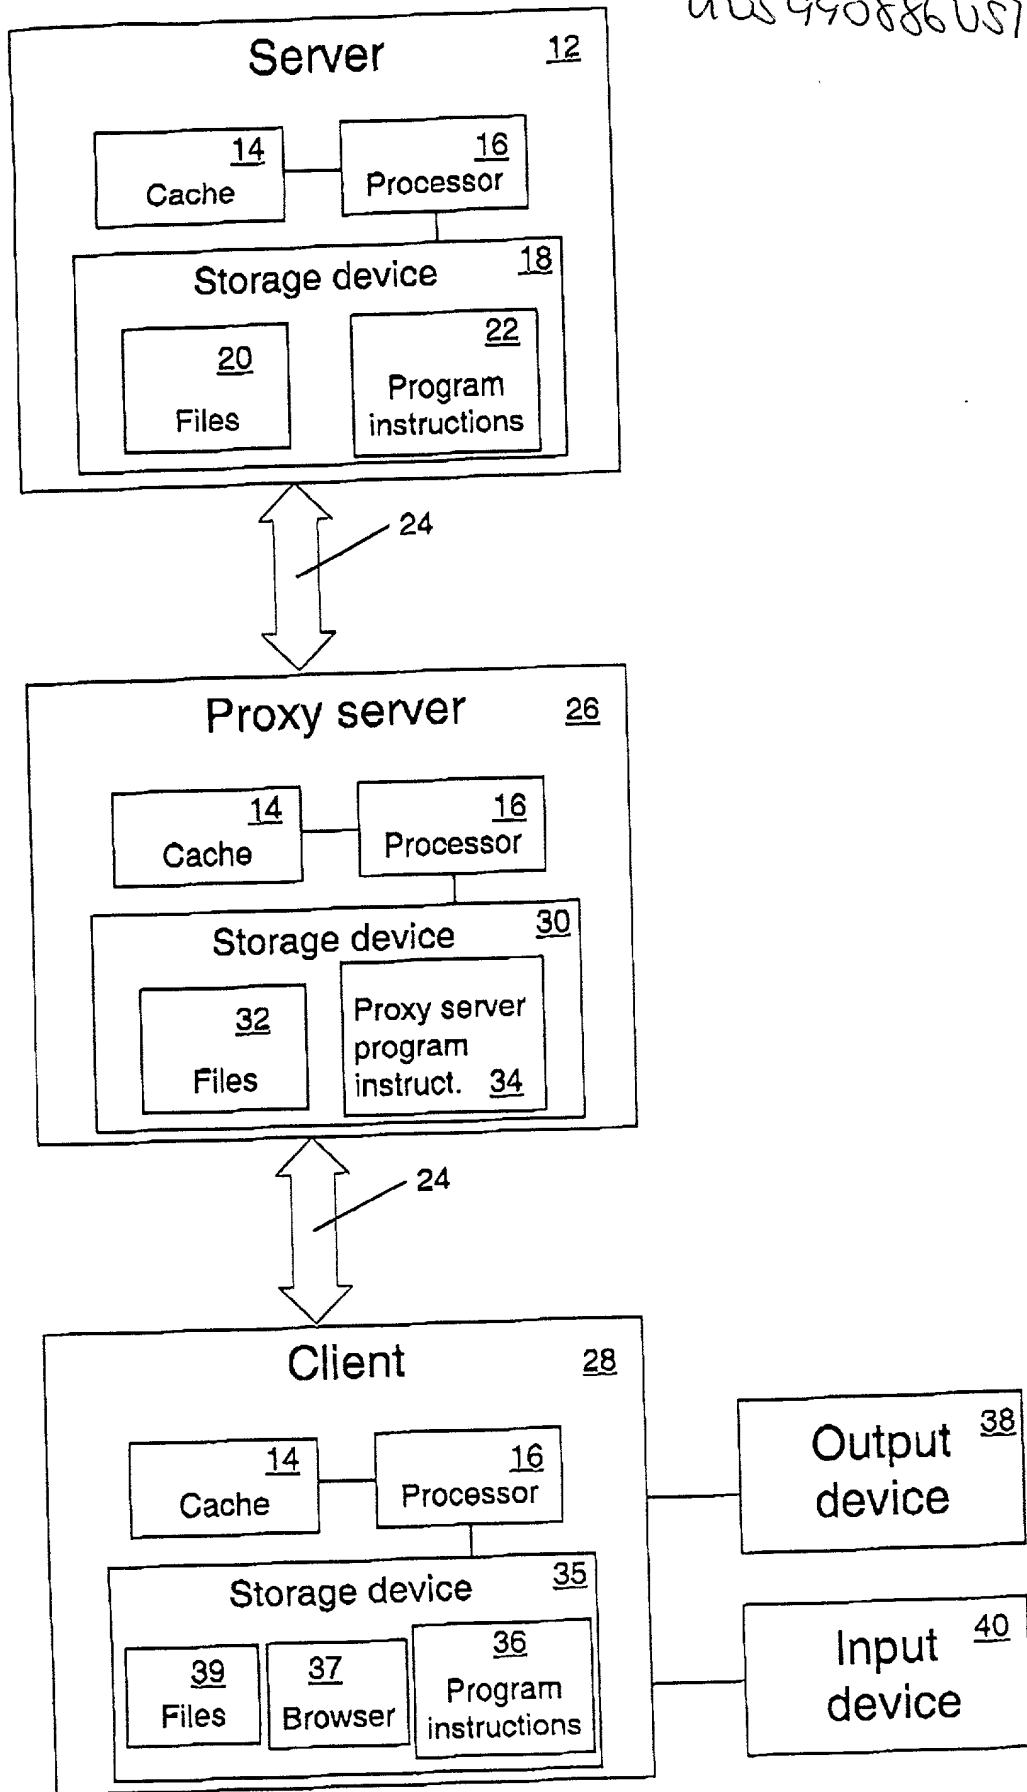 Server 12
14
Cache
16
Processor
Storage device 18
20
Files
22
Program
instructions
24
Proxy server 26
14
Cache
16
Processor
Storage device 30
32
Files
Proxy server
program
instruct. 34
24
Client 28
14
Cache
16
Processor
Storage device 35
39
Files
37
Browser
36
Program
instructions
Output 38
device
Input 40
device